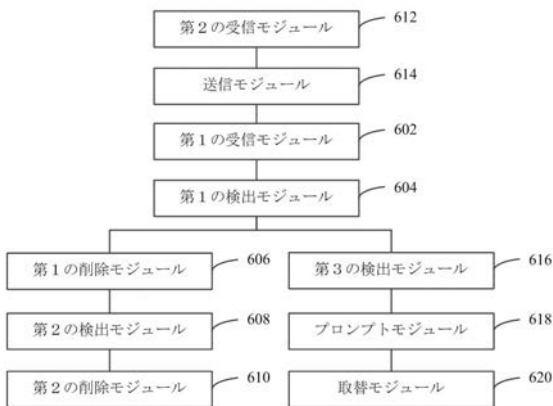 第２の受信モジュール 612
送信モジュール 614
第１の受信モジュール 602
第１の検出モジュール 604
第１の削除モジュール 606
第３の検出モジュール 616
第２の検出モジュール 608
プロンプトモジュール 618
第２の削除モジュール 610
取替モジュール 620